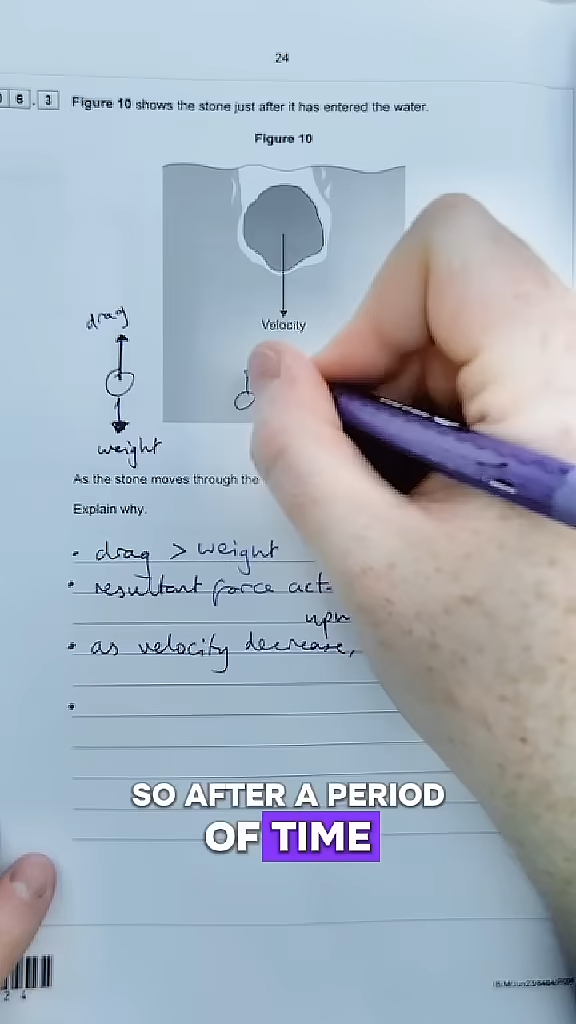 24
6 . 3 Figure 10 shows the stone just after it has entered the water.
Figure 10
Velocity
drag
weight
As the stone moves through the
Explain why.
• drag > weight
• resultant force act
upw
• as velocity decrease,
•
SO AFTER A PERIOD
OF TIME
2 4